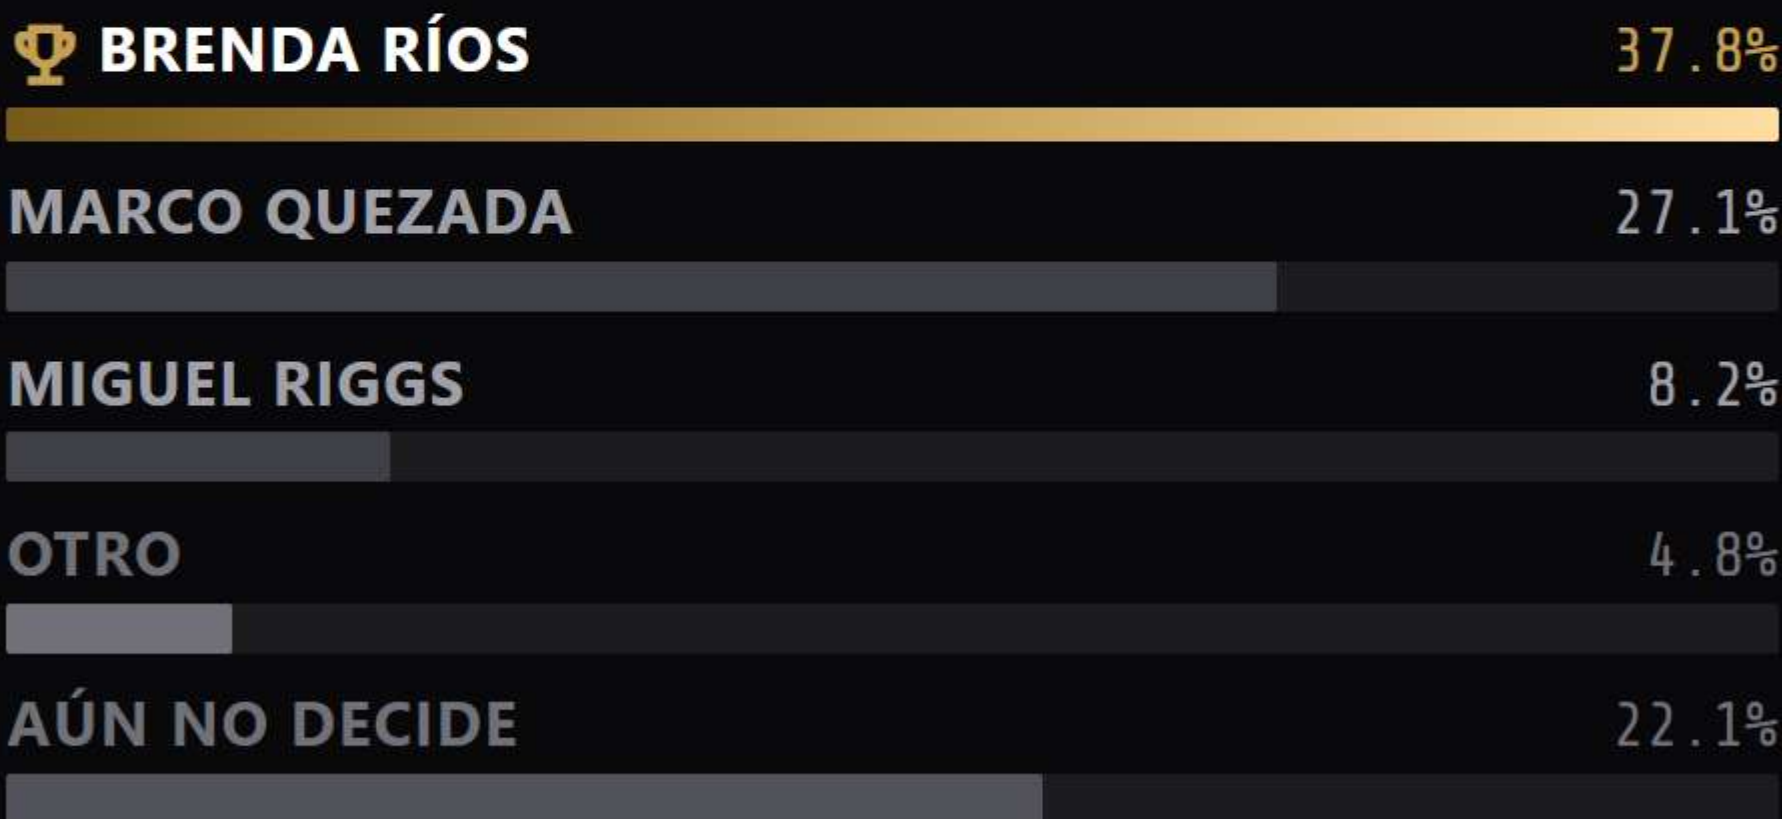 BRENDA RÍOS 37.8%
MARCO QUEZADA 27.1%
MIGUEL RIGGS 8.2%
OTRO 4.8%
AÚN NO DECIDE 22.1%